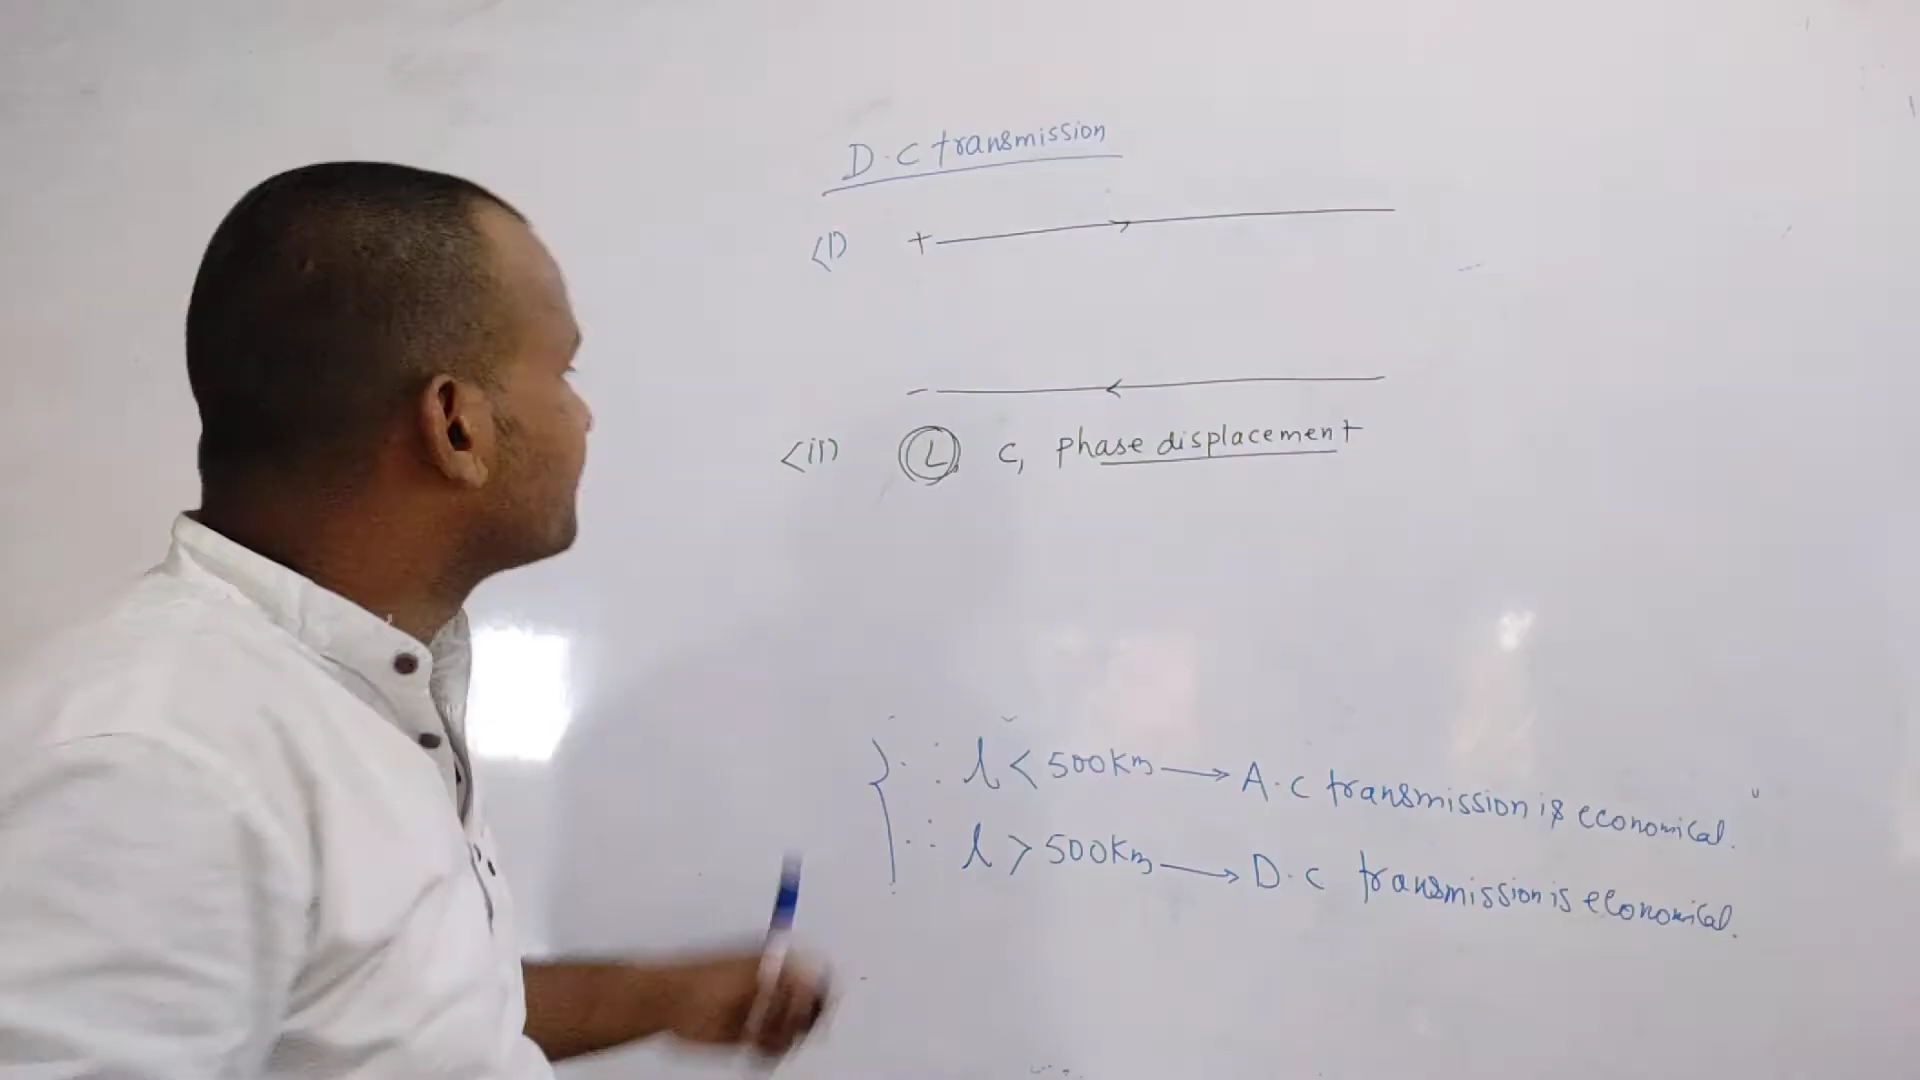 D.C transmission
<I> +
-
<II> L, C, phase displacement
∴ l < 500Km → A.C transmission is economical.
∴ l > 500Km → D.C transmission is economical.